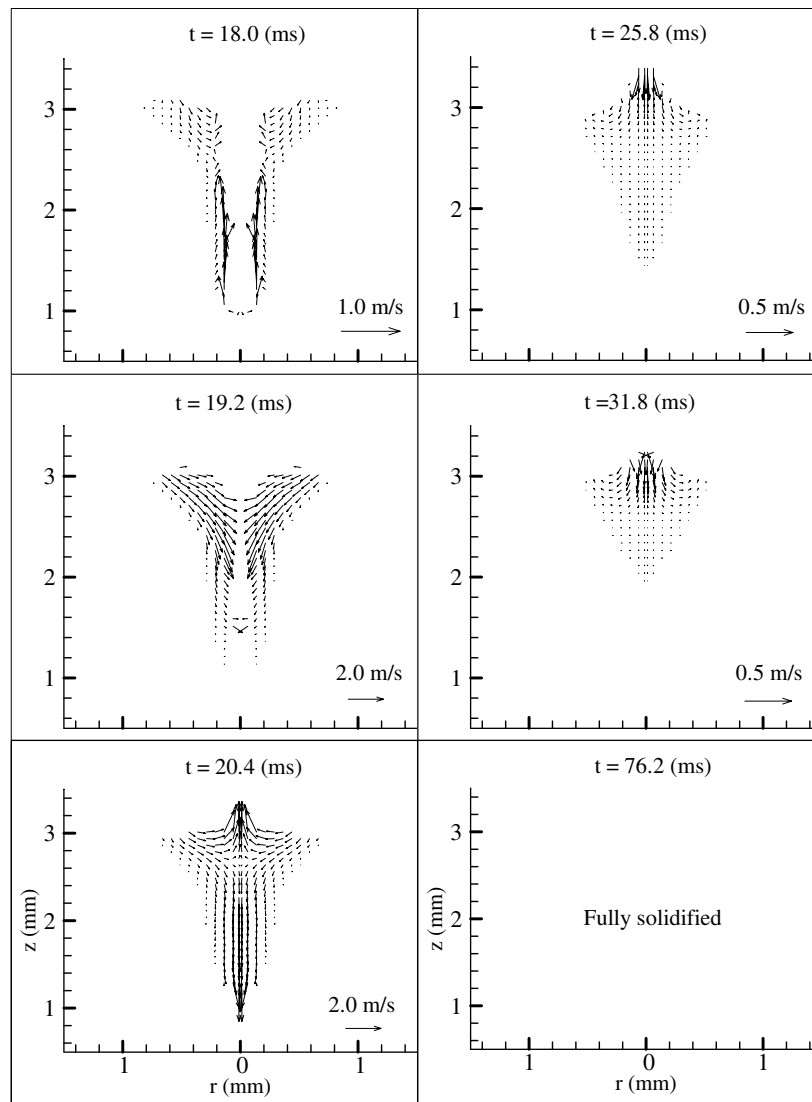 t = 18.0 (ms)
3
2
1
1.0 m/s
t = 25.8 (ms)
3
2
1
0.5 m/s
t = 19.2 (ms)
3
2
1
2.0 m/s
t =31.8 (ms)
3
2
1
0.5 m/s
t = 20.4 (ms)
3
2
1
z (mm)
2.0 m/s
1 0 1
r (mm)
t = 76.2 (ms)
3
2
1
z (mm)
Fully solidified
1 0 1
r (mm)